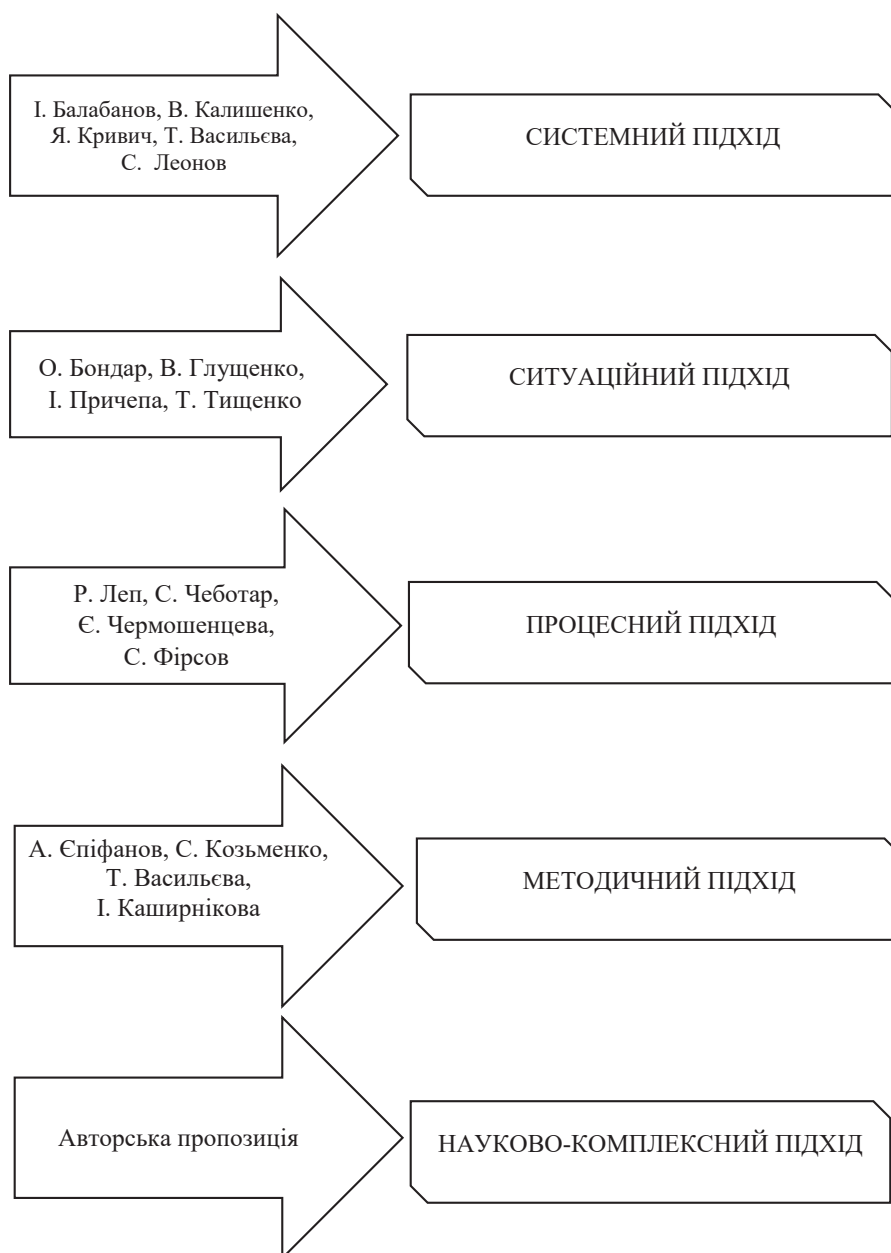 І. Балабанов, В. Калишенко,
Я. Кривич, Т. Васильєва,
С. Леонов
СИСТЕМНИЙ ПІДХІД
О. Бондар, В. Глущенко,
І. Причепа, Т. Тищенко
СИТУАЦІЙНИЙ ПІДХІД
Р. Леп, С. Чеботар,
Є. Чермошенцева,
С. Фірсов
ПРОЦЕСНИЙ ПІДХІД
А. Єпіфанов, С. Козьменко,
Т. Васильєва,
І. Каширнікова
МЕТОДИЧНИЙ ПІДХІД
Авторська пропозиція
НАУКОВО-КОМПЛЕКСНИЙ ПІДХІД